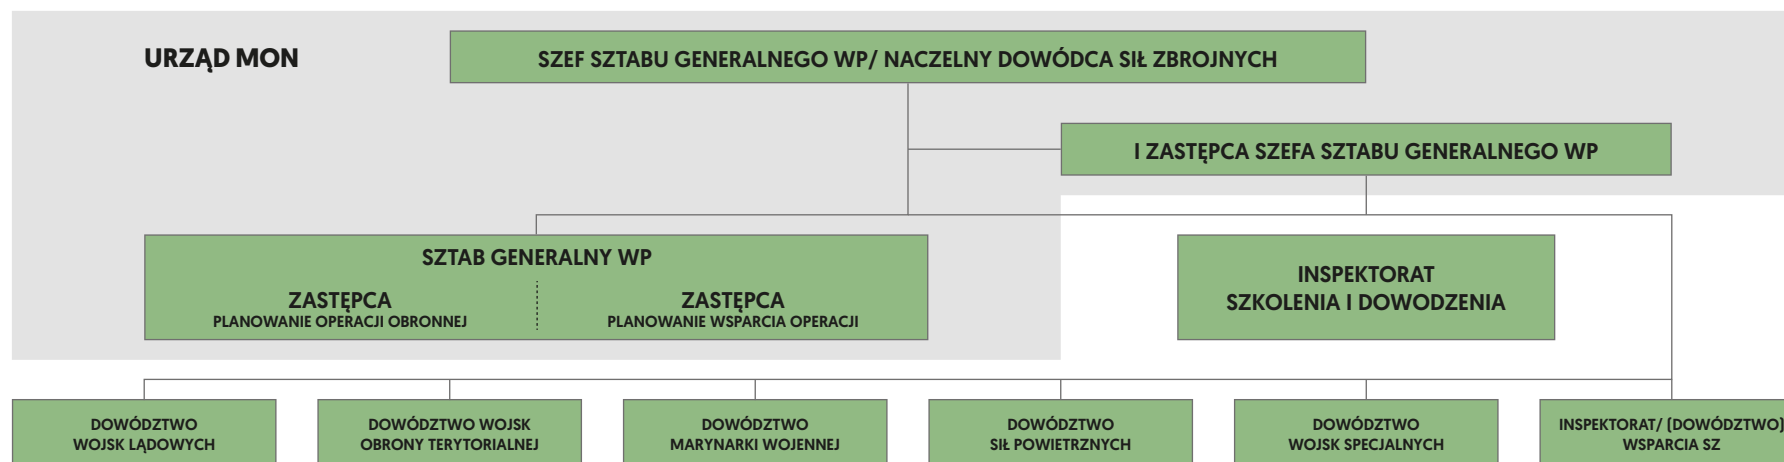 URZĄD MON
SZEF SZTABU GENERALNEGO WP/ NACZELNY DOWÓDCA SIŁ ZBROJNYCH
I ZASTĘPCA SZEFA SZTABU GENERALNEGO WP
SZTAB GENERALNY WP
ZASTĘPCA
PLANOWANIE OPERACJI OBRONNEJ
ZASTĘPCA
PLANOWANIE WSPARCIA OPERACJI
INSPEKTORAT
SZKOLENIA I DOWODZENIA
DOWÓDZTWO
WOJSK LĄDOWYCH
DOWÓDZTWO WOJSK
OBRONY TERYTORIALNEJ
DOWÓDZTWO
MARYNARKI WOJENNEJ
DOWÓDZTWO
SIŁ POWIETRZNYCH
DOWÓDZTWO
WOJSK SPECJALNYCH
INSPEKTORAT/ (DOWÓDZTWO)
WSPARCIA SZ